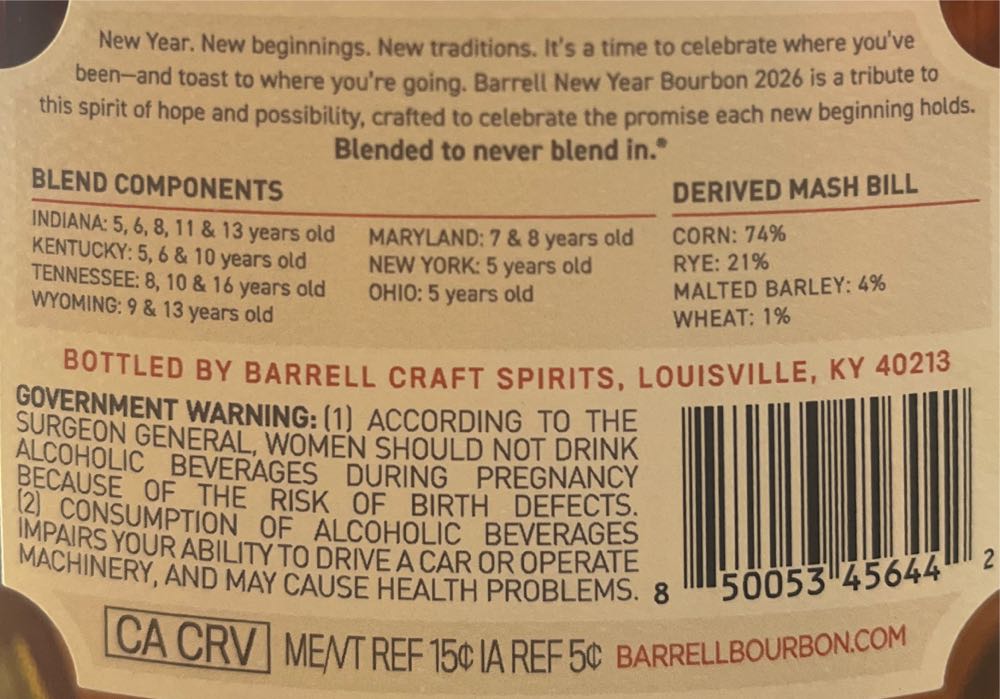 New Year. New beginnings. New traditions. It's a time to celebrate where you've
been—and toast to where you're going. Barrell New Year Bourbon 2026 is a tribute to
this spirit of hope and possibility, crafted to celebrate the promise each new beginning holds.
Blended to never blend in.®
BLEND COMPONENTS
INDIANA: 5, 6, 8, 11 & 13 years old
KENTUCKY: 5, 6 & 10 years old
TENNESSEE: 8, 10 & 16 years old
WYOMING: 9 & 13 years old
MARYLAND: 7 & 8 years old
NEW YORK: 5 years old
OHIO: 5 years old
DERIVED MASH BILL
CORN: 74%
RYE: 21%
MALTED BARLEY: 4%
WHEAT: 1%
BOTTLED BY BARRELL CRAFT SPIRITS, LOUISVILLE, KY 40213
GOVERNMENT WARNING: (1) ACCORDING TO THE
SURGEON GENERAL, WOMEN SHOULD NOT DRINK
ALCOHOLIC BEVERAGES DURING PREGNANCY
BECAUSE OF THE RISK OF BIRTH DEFECTS.
(2) CONSUMPTION OF ALCOHOLIC BEVERAGES
IMPAIRS YOUR ABILITY TO DRIVE A CAR OR OPERATE
MACHINERY, AND MAY CAUSE HEALTH PROBLEMS.
8 50053 45644 2
CA CRV ME/VT REF 15¢ IA REF 5¢ BARRELLBOURBON.COM